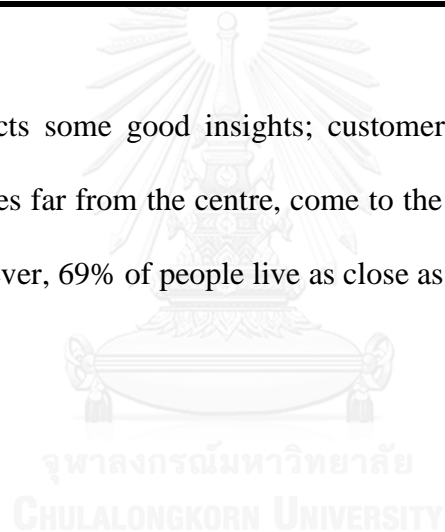 cts some good insights; customer
es far from the centre, come to the
ever, 69% of people live as close as
จุฬาลงกรณ์มหาวิทยาลัย
CHULALONGKORN UNIVERSITY